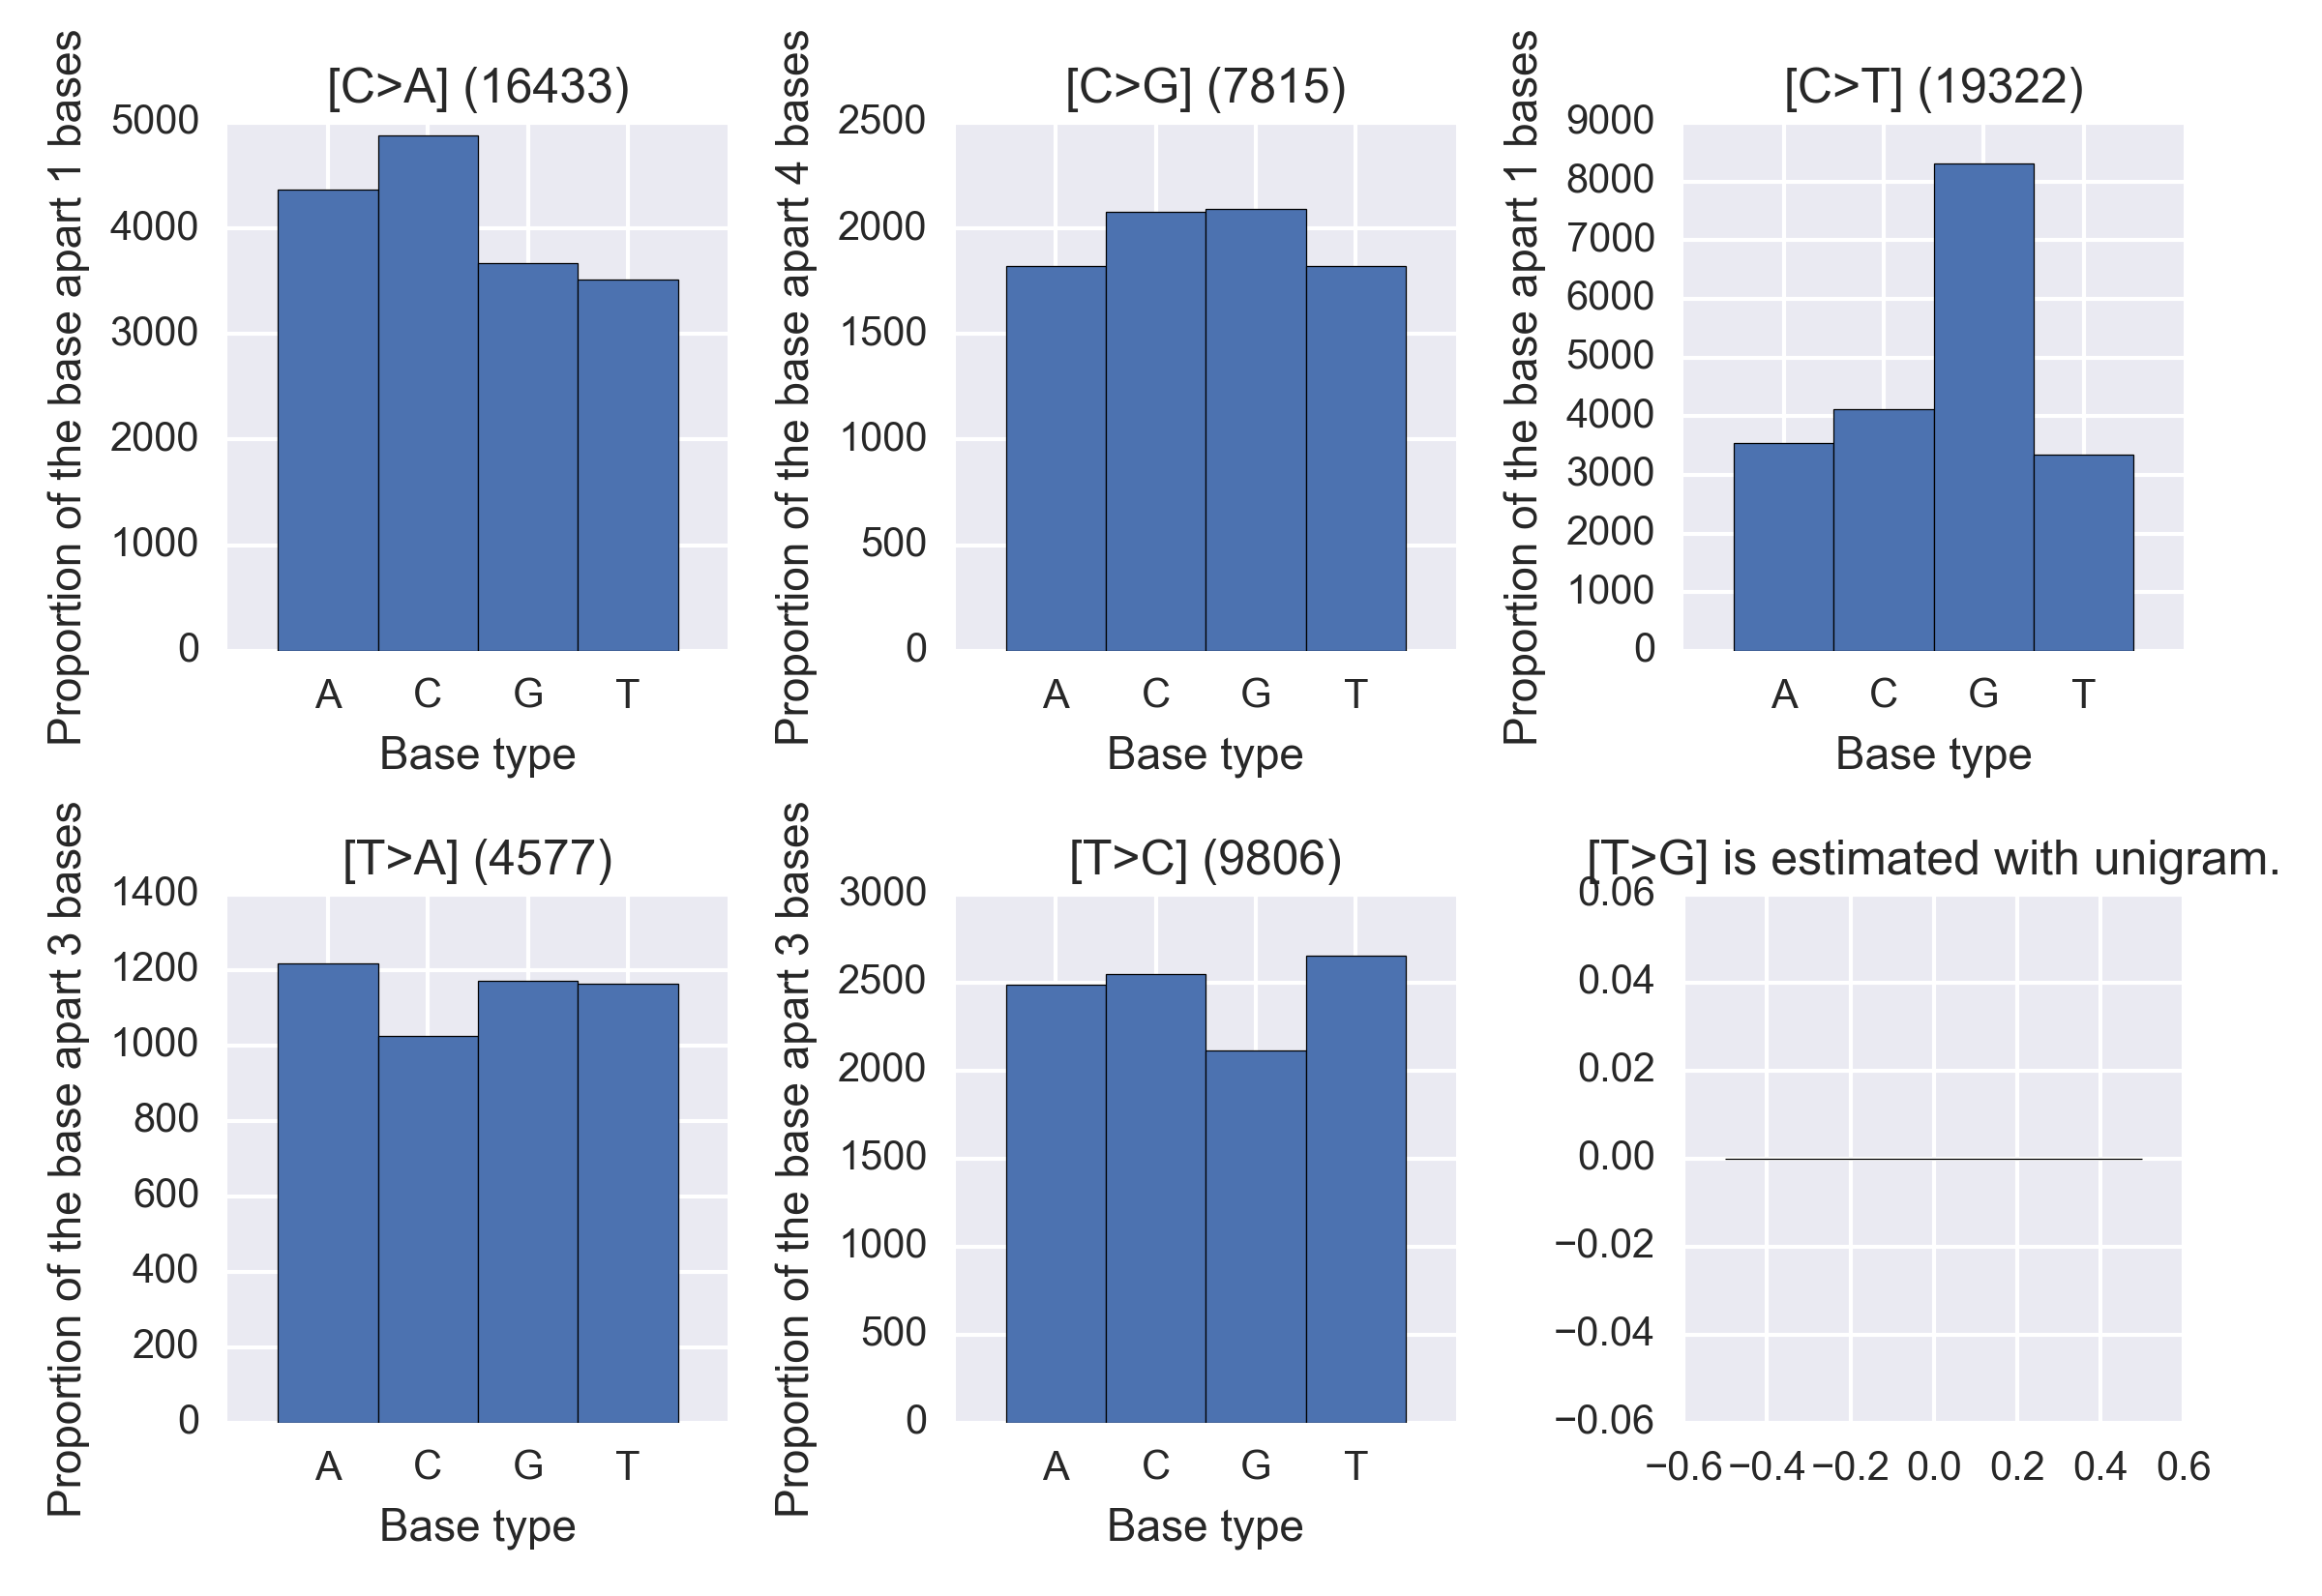 [C>A] (16433)
Proportion of the base apart 1 bases
5000
4000
3000
2000
1000
0
A C G T
Base type
[C>G] (7815)
Proportion of the base apart 4 bases
2500
2000
1500
1000
500
0
A C G T
Base type
[C>T] (19322)
Proportion of the base apart 1 bases
9000
8000
7000
6000
5000
4000
3000
2000
1000
0
A C G T
Base type
[T>A] (4577)
Proportion of the base apart 3 bases
1400
1200
1000
800
600
400
200
0
A C G T
Base type
[T>C] (9806)
Proportion of the base apart 3 bases
3000
2500
2000
1500
1000
500
0
A C G T
Base type
[T>G] is estimated with unigram.
0.06
0.04
0.02
0.00
−0.02
−0.04
−0.06
−0.6 −0.4 −0.2 0.0 0.2 0.4 0.6